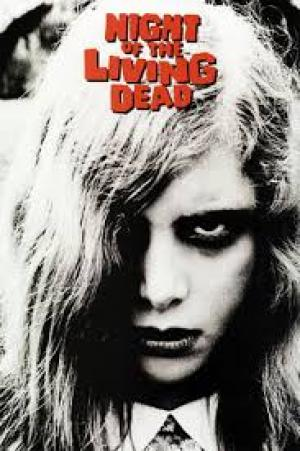 NIGHT
OF THE
LIVING
DEAD